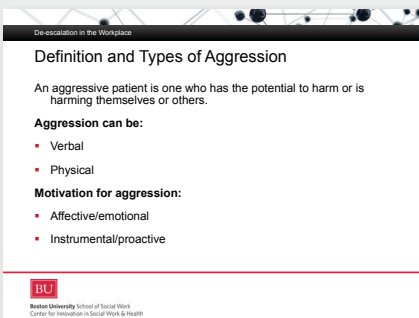 De-escalation in the Workplace
Definition and Types of Aggression
An aggressive patient is one who has the potential to harm or is
harming themselves or others.
Aggression can be:
▪ Verbal
▪ Physical
Motivation for aggression:
▪ Affective/emotional
▪ Instrumental/proactive
BU
Boston University School of Social Work
Center for Innovation in Social Work & Health